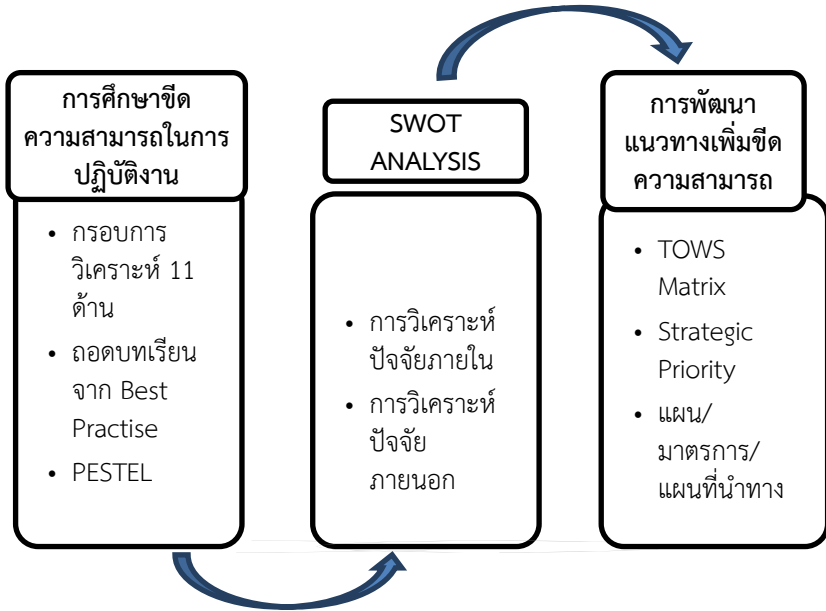 การศึกษาขีด
ความสามารถในการ
ปฏิบัติงาน
• กรอบการ
วิเคราะห์ 11
ด้าน
• ถอดบทเรียน
จาก Best
Practise
• PESTEL
SWOT
ANALYSIS
• การวิเคราะห์
ปัจจัยภายใน
• การวิเคราะห์
ปัจจัย
ภายนอก
การพัฒนา
แนวทางเพิ่มขีด
ความสามารถ
• TOWS
Matrix
• Strategic
Priority
• แผน/
มาตรการ/
แผนที่นำทาง